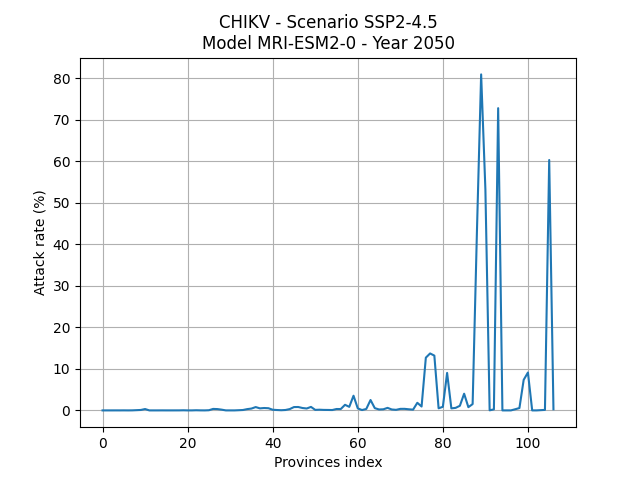 CHIKV - Scenario SSP2-4.5
Model MRI-ESM2-0 - Year 2050
Attack rate (%)
80
70
60
50
40
30
20
10
0
0 20 40 60 80 100
Provinces index